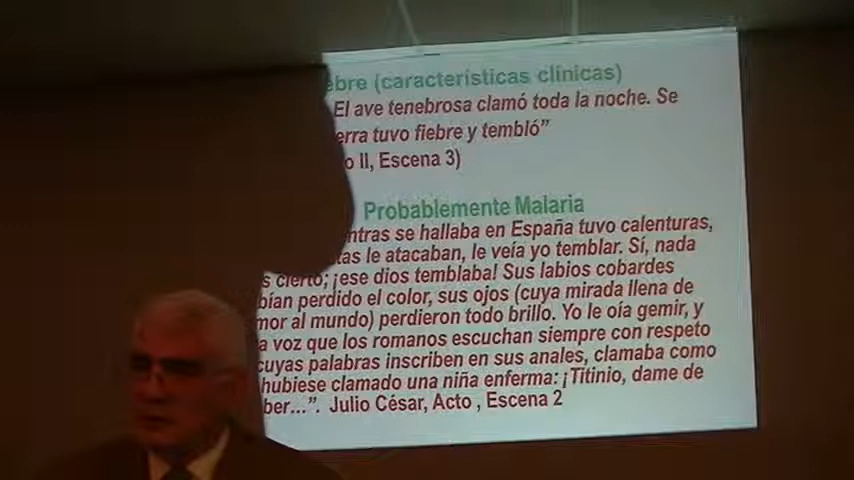 ebre (características clínicas)
El ave tenebrosa clamó toda la noche. Se
erra tuvo fiebre y tembló”
o II, Escena 3)
Probablemente Malaria
ntras se hallaba en España tuvo calenturas,
tas le atacaban, le veía yo temblar. Sí, nada
s cierto; ¡ese dios temblaba! Sus labios cobardes
bían perdido el color, sus ojos (cuya mirada llena de
mor al mundo) perdieron todo brillo. Yo le oía gemir, y
a voz que los romanos escuchan siempre con respeto
cuyas palabras inscriben en sus anales, clamaba como
hubiese clamado una niña enferma: ¡Titinio, dame de
ber...”. Julio César, Acto , Escena 2